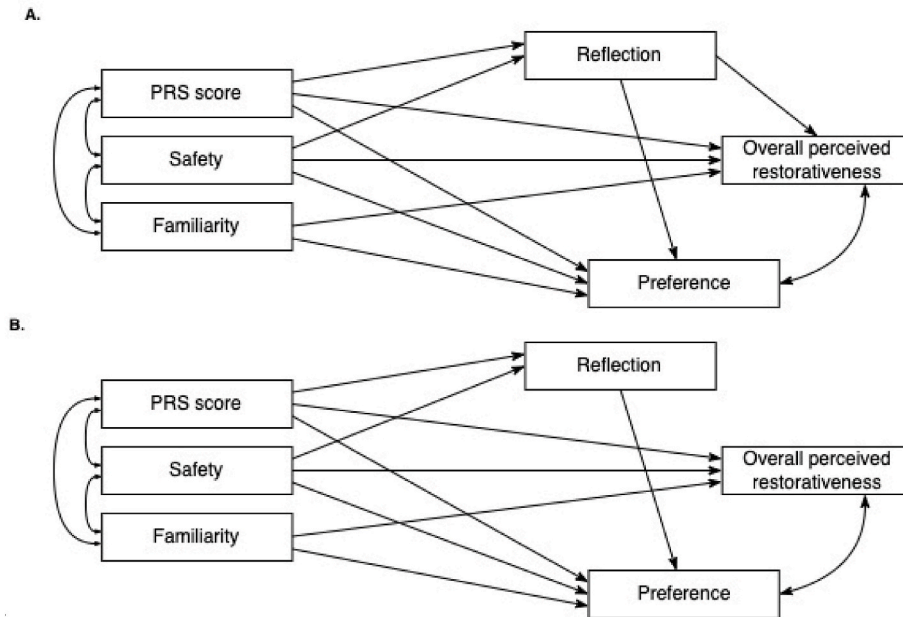 A.
Reflection
PRS score
Safety
Overall perceived
restorativeness
Familiarity
Preference
B.
Reflection
PRS score
Safety
Overall perceived
restorativeness
Familiarity
Preference